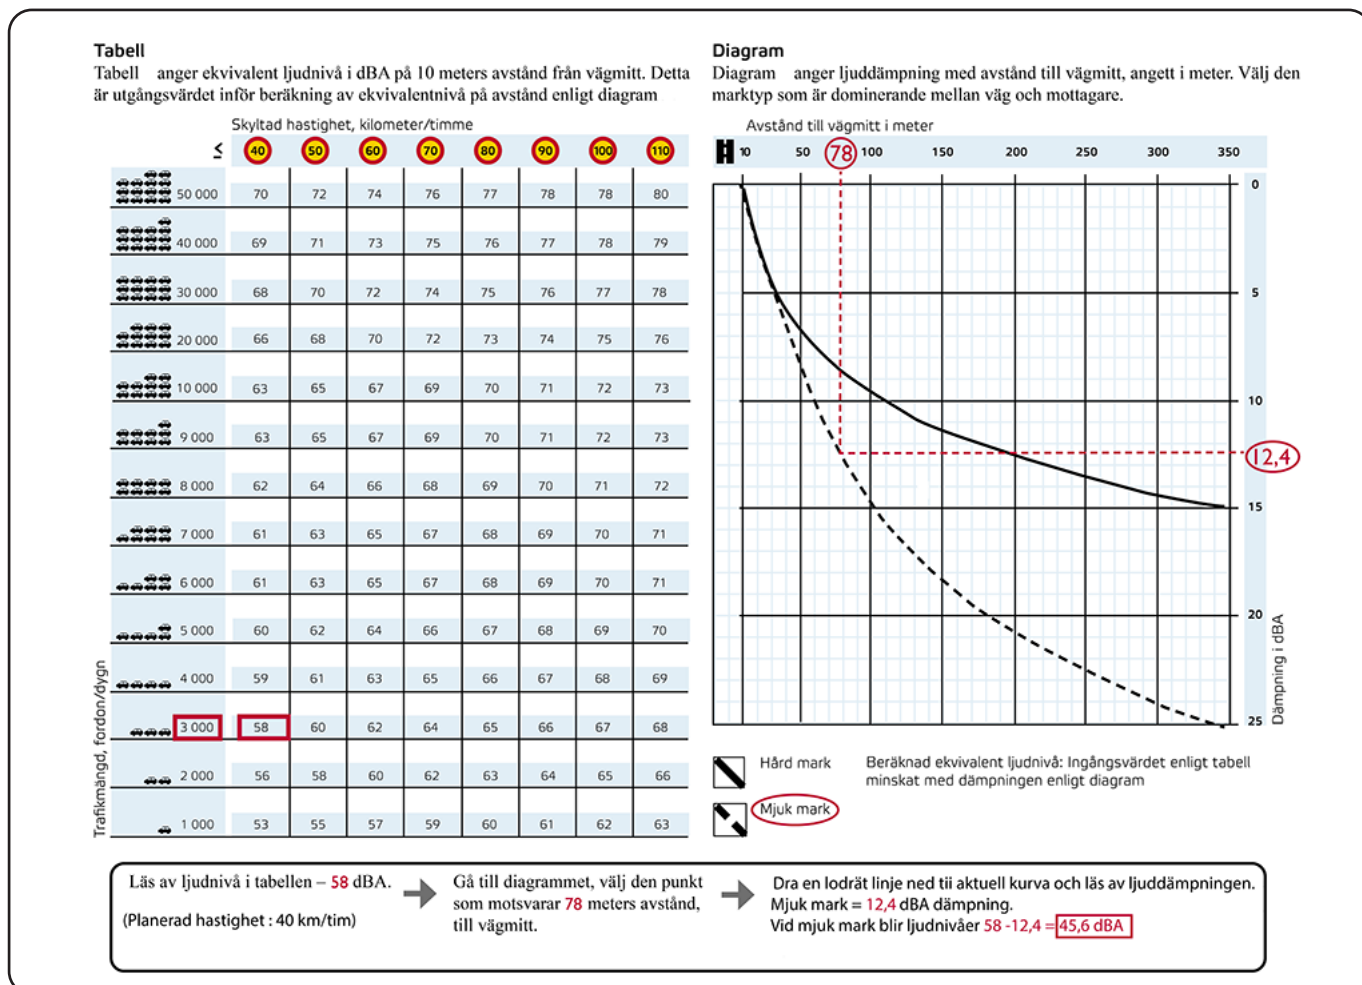 Tabell
Tabell anger ekvivalent ljudnivå i dBA på 10 meters avstånd från vägmitt. Detta
är utgångsvärdet inför beräkning av ekvivalentnivå på avstånd enligt diagram
Skyltad hastighet, kilometer/timme
≤ 40 50 60 70 80 90 100 110
50 000 70 72 74 76 77 78 78 80
40 000 69 71 73 75 76 77 78 79
30 000 68 70 72 74 75 76 77 78
20 000 66 68 70 72 73 74 75 76
10 000 63 65 67 69 70 71 72 73
9 000 63 65 67 69 70 71 72 73
8 000 62 64 66 68 69 70 71 72
7 000 61 63 65 67 68 69 70 71
6 000 61 63 65 67 68 69 70 71
5 000 60 62 64 66 67 68 69 70
4 000 59 61 63 65 66 67 68 69
3 000 58 60 62 64 65 66 67 68
2 000 56 58 60 62 63 64 65 66
1 000 53 55 57 59 60 61 62 63
Trafikmängd, fordon/dygn
Diagram
Diagram anger ljuddämpning med avstånd till vägmitt, angett i meter. Välj den
marktyp som är dominerande mellan väg och mottagare.
Avstånd till vägmitt i meter
10 50 78 100 150 200 250 300 350
0
5
10
12,4
15
20
25
Dämpning i dBA
Hård mark
Mjuk mark
Beräknad ekvivalent ljudnivå: Ingångsvärdet enligt tabell
minskat med dämpningen enligt diagram
Läs av ljudnivå i tabellen – 58 dBA.
(Planerad hastighet : 40 km/tim)
Gå till diagrammet, välj den punkt
som motsvarar 78 meters avstånd,
till vägmitt.
Dra en lodrät linje ned tii aktuell kurva och läs av ljuddämpningen.
Mjuk mark = 12,4 dBA dämpning.
Vid mjuk mark blir ljudnivåer 58 -12,4 = 45,6 dBA